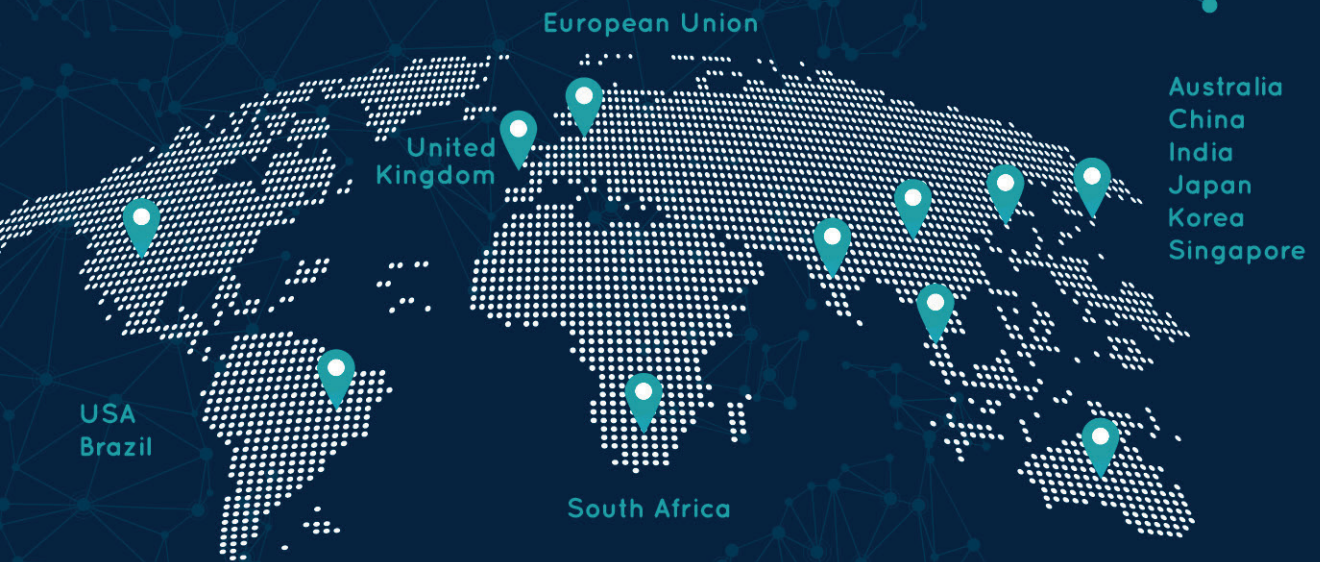 European Union
United
Kingdom
Australia
China
India
Japan
Korea
Singapore
USA
Brazil
South Africa